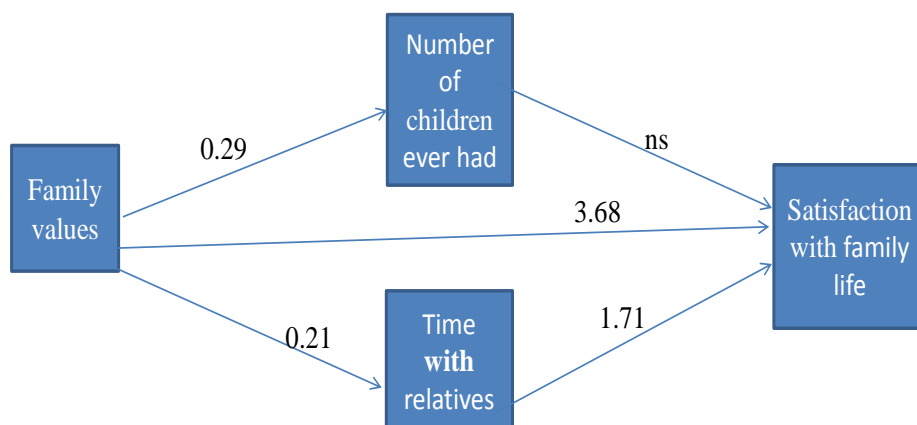 Number
of
children
ever had
0.29
ns
Family
values
3.68
Satisfaction
with family
life
0.21
Time
with
relatives
1.71